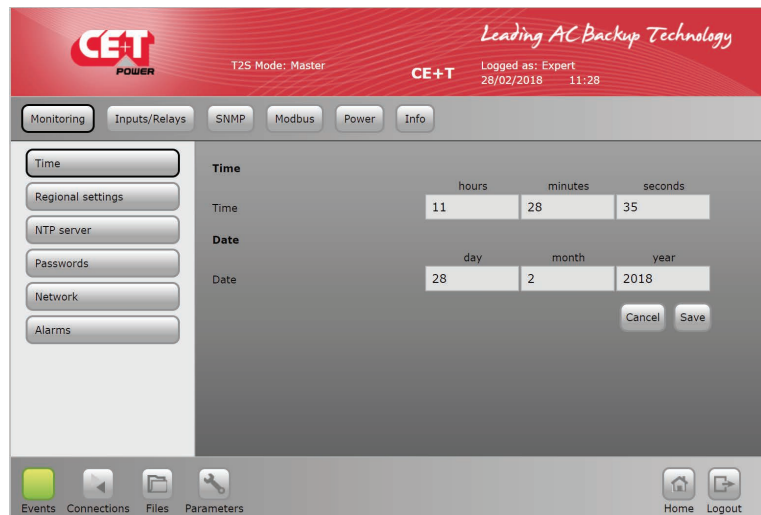 CE+T
POWER
Leading AC Backup Technology
T2S Mode: Master
CE+T
Logged as: Expert
28/02/2018 11:28
Monitoring Inputs/Relays SNMP Modbus Power Info
Time
Regional settings
NTP server
Passwords
Network
Alarms
Time
hours minutes seconds
Time 11 28 35
Date
day month year
Date 28 2 2018
Cancel Save
Events Connections Files Parameters Home Logout